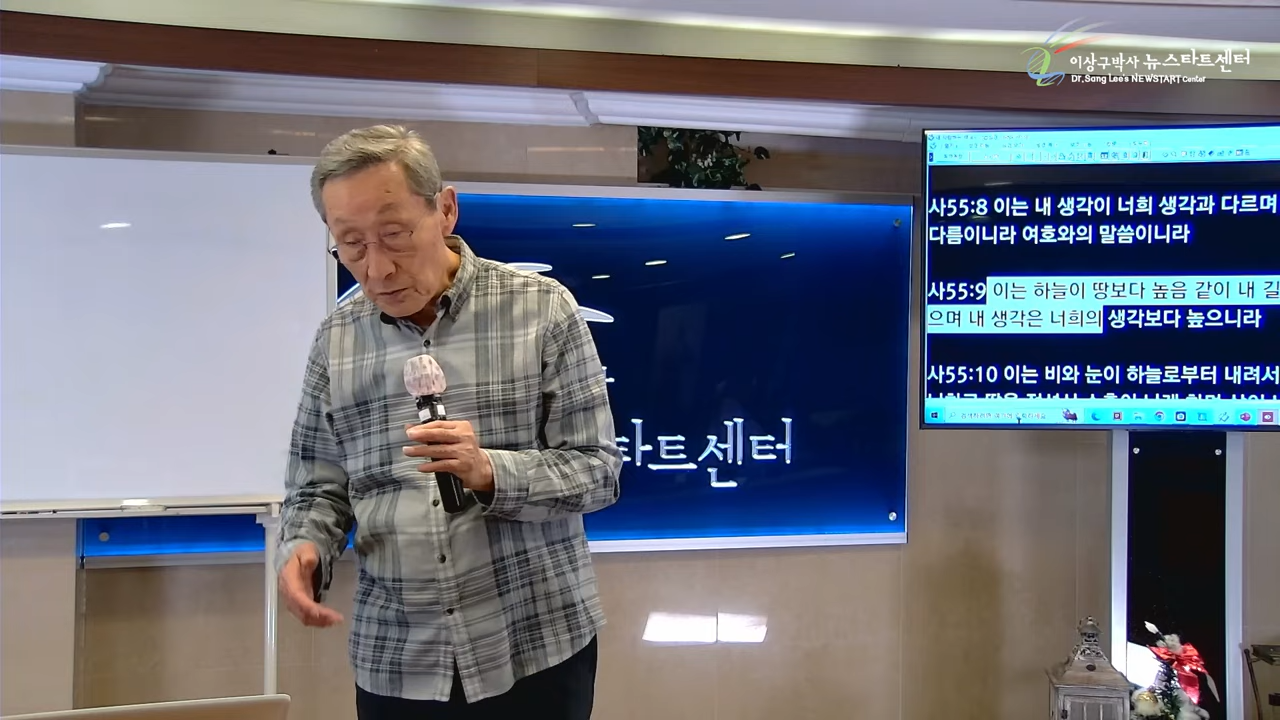 이상구박사 뉴스타트센터
Dr. Sang Lee's NEWSTART Center
사55:8 이는 내 생각이 너희 생각과 다르며
다름이니라 여호와의 말씀이니라
사55:9 이는 하늘이 땅보다 높음 같이 내 길
으며 내 생각은 너희의 생각보다 높으니라
사55:10 이는 비와 눈이 하늘로부터 내려서
타트센터